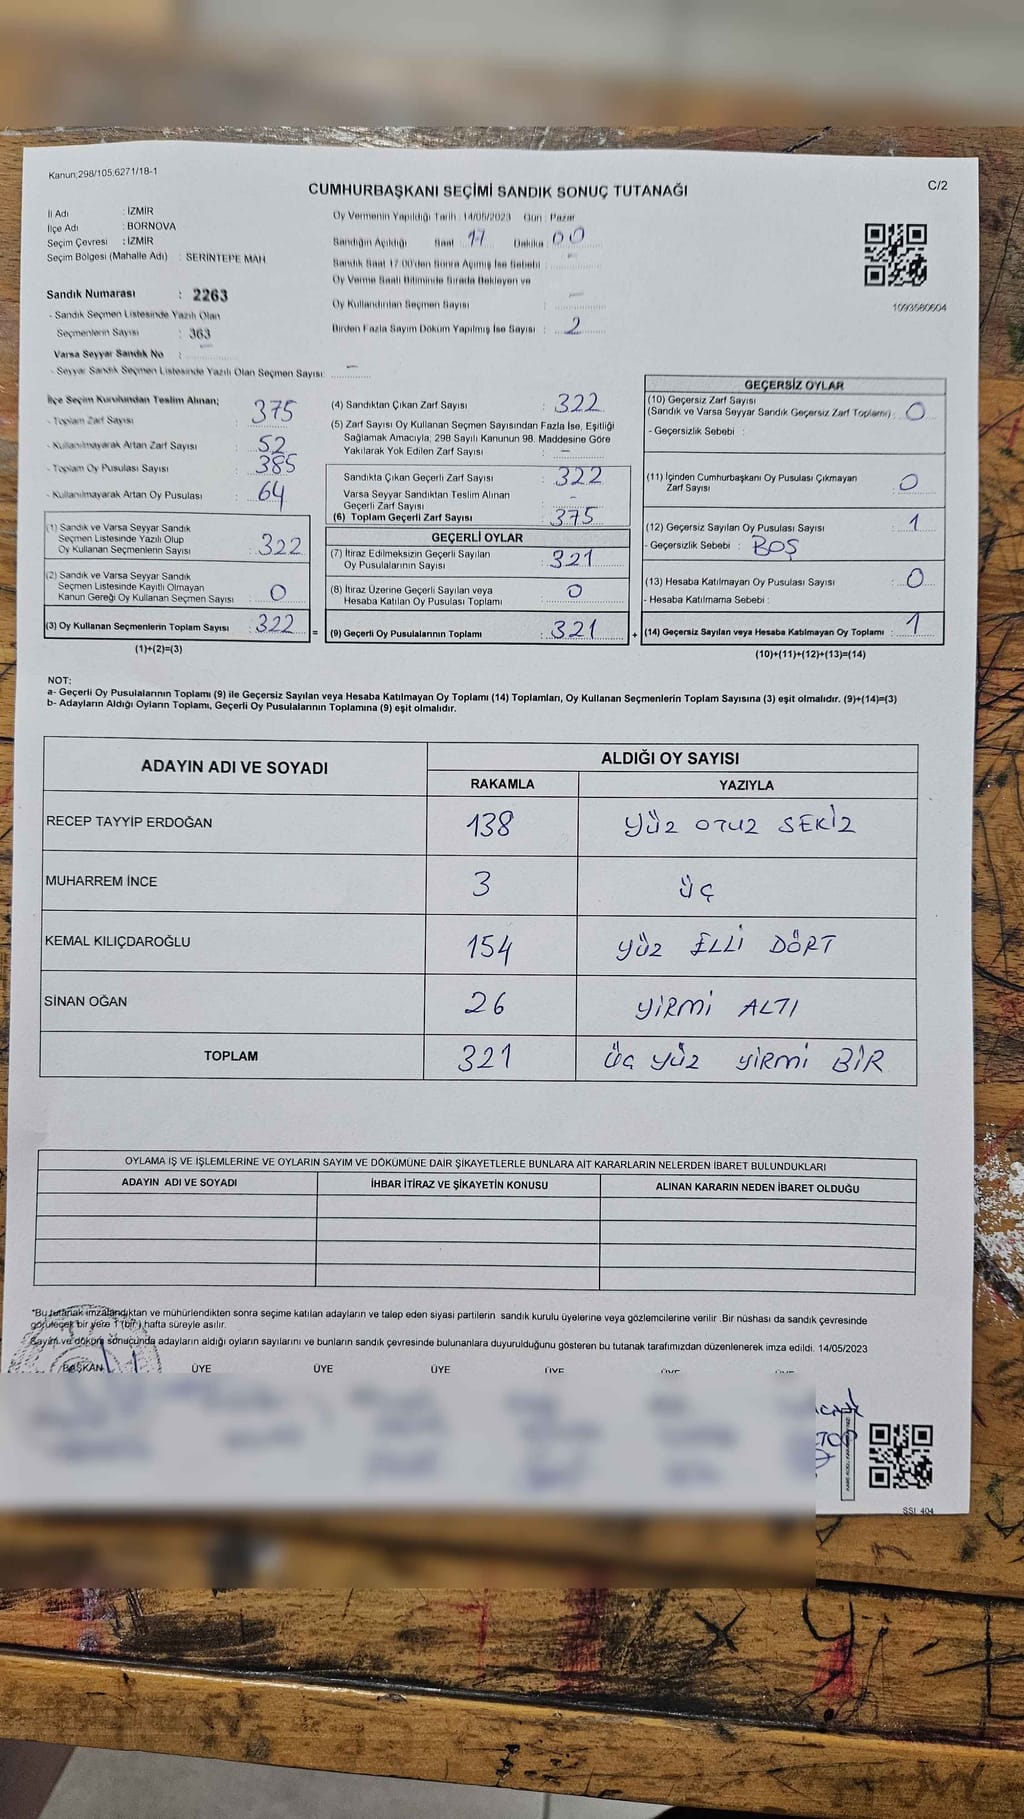 Kanun;298/105,6271/18-1
CUMHURBAŞKANI SEÇİMİ SANDIK SONUÇ TUTANAĞI
C/2
İl Adı : İZMİR
İlçe Adı : BORNOVA
Seçim Çevresi : İZMİR
Seçim Bölgesi (Mahalle Adı) : SERİNTEPE MAH
Sandık Numarası : 2263
- Sandık Seçmen Listesinde Yazılı Olan
Seçmenlerin Sayısı : 363
Varsa Seyyar Sandık No : –
- Seyyar Sandık Seçmen Listesinde Yazılı Olan Seçmen Sayısı: –
Oy Vermenin Yapıldığı Tarih : 14/05/2023 Gün : Pazar
Sandığın Açıldığı Saat : 17 Dakika : 00
Sandık Saat 17:00'den Sonra Açımış İse Sebebi : –
Oy Verme Saati Bitiminde Sırada Bekleyen ve
Oy Kullandırılan Seçmen Sayısı : –
Birden Fazla Sayım Döküm Yapılmış İse Sayısı : 2
1093580604
İlçe Seçim Kurulundan Teslim Alınan;
- Toplam Zarf Sayısı : 375
- Kullanılmayarak Artan Zarf Sayısı : 52
- Toplam Oy Pusulası Sayısı : 385
- Kullanılmayarak Artan Oy Pusulası : 64
(1) Sandık ve Varsa Seyyar Sandık
Seçmen Listesinde Yazılı Olup
Oy Kullanan Seçmenlerin Sayısı : 322
(2) Sandık ve Varsa Seyyar Sandık
Seçmen Listesinde Kayıtlı Olmayan
Kanun Gereği Oy Kullanan Seçmen Sayısı : 0
(3) Oy Kullanan Seçmenlerin Toplam Sayısı : 322
(1)+(2)=(3)
(4) Sandıktan Çıkan Zarf Sayısı : 322
(5) Zarf Sayısı Oy Kullanan Seçmen Sayısından Fazla İse, Eşitliği
Sağlamak Amacıyla; 298 Sayılı Kanunun 98. Maddesine Göre
Yakılarak Yok Edilen Zarf Sayısı : –
Sandıkta Çıkan Geçerli Zarf Sayısı : 322
Varsa Seyyar Sandıktan Teslim Alınan
Geçerli Zarf Sayısı : -
(6) Toplam Geçerli Zarf Sayısı : 375
GEÇERLİ OYLAR
(7) İtiraz Edilmeksizin Geçerli Sayılan
Oy Pusulalarının Sayısı : 321
(8) İtiraz Üzerine Geçerli Sayılan veya
Hesaba Katılan Oy Pusulası Toplamı : 0
= (9) Geçerli Oy Pusulalarının Toplamı : 321
GEÇERSİZ OYLAR
(10) Geçersiz Zarf Sayısı
(Sandık ve Varsa Seyyar Sandık Geçersiz Zarf Toplamı) : 0
- Geçersizlik Sebebi :
(11) İçinden Cumhurbaşkanı Oy Pusulası Çıkmayan
Zarf Sayısı : 0
(12) Geçersiz Sayılan Oy Pusulası Sayısı : 1
- Geçersizlik Sebebi : BOŞ
(13) Hesaba Katılmayan Oy Pusulası Sayısı : 0
- Hesaba Katılmama Sebebi :
+ (14) Geçersiz Sayılan veya Hesaba Katılmayan Oy Toplamı : 1
(10)+(11)+(12)+(13)=(14)
NOT:
a- Geçerli Oy Pusulalarının Toplamı (9) ile Geçersiz Sayılan veya Hesaba Katılmayan Oy Toplamı (14) Toplamları, Oy Kullanan Seçmenlerin Toplam Sayısına (3) eşit olmalıdır. (9)+(14)=(3)
b- Adayların Aldığı Oyların Toplamı, Geçerli Oy Pusulalarının Toplamına (9) eşit olmalıdır.
ADAYIN ADI VE SOYADI ALDIĞI OY SAYISI
RAKAMLA YAZIYLA
RECEP TAYYİP ERDOĞAN 138 YÜZ OTUZ SEKİZ
MUHARREM İNCE 3 ÜÇ
KEMAL KILIÇDAROĞLU 154 YÜZ ELLİ DÖRT
SİNAN OĞAN 26 YİRMİ ALTI
TOPLAM 321 ÜÇ YÜZ YİRMİ BİR
OYLAMA İŞ VE İŞLEMLERİNE VE OYLARIN SAYIM VE DÖKÜMÜNE DAİR ŞİKAYETLERLE BUNLARA AİT KARARLARIN NELERDEN İBARET BULUNDUKLARI
ADAYIN ADI VE SOYADI İHBAR İTİRAZ VE ŞİKAYETİN KONUSU ALINAN KARARIN NEDEN İBARET OLDUĞU
*Bu tutanak imzalandıktan ve mühürlendikten sonra seçime katılan adayların ve talep eden siyasi partilerin sandık kurulu üyelerine veya gözlemcilerine verilir .Bir nüshası da sandık çevresinde
görülecek bir yere 1 (bir) hafta süreyle asılır.
Sayım ve döküm sonucunda adayların aldığı oyların sayılarını ve bunların sandık çevresinde bulunanlara duyurulduğunu gösteren bu tutanak tarafımızdan düzenlenerek imza edildi. 14/05/2023
BAŞKAN ÜYE ÜYE ÜYE ÜYE
SSİ 404